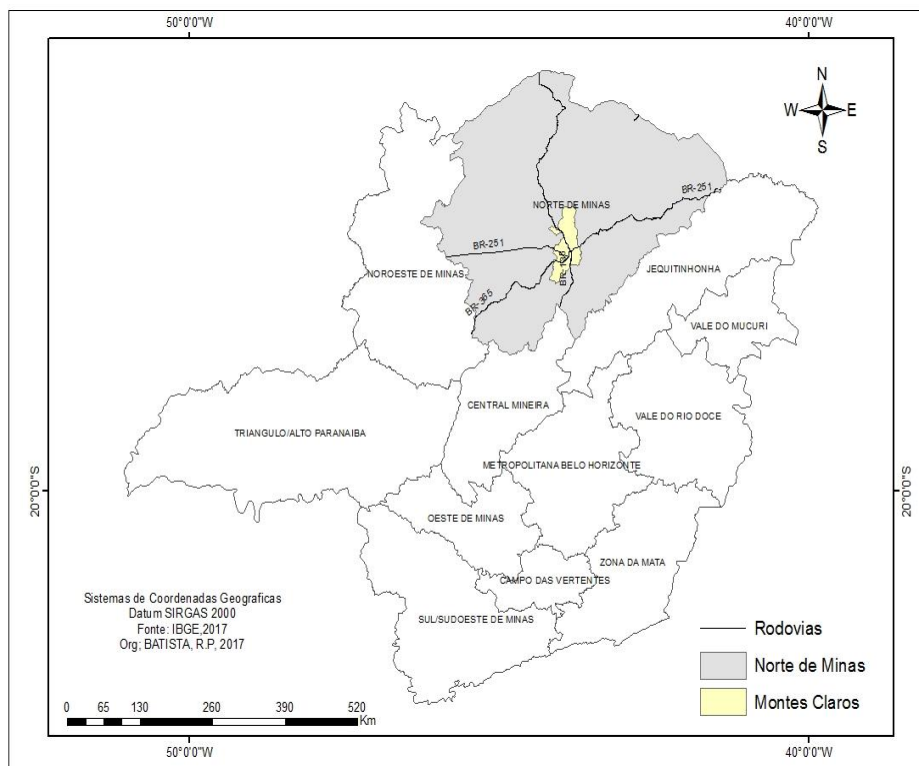 50°0'0"W
40°0'0"W
N
W
E
S
BR-251
NORTE DE MINAS
BR-251
JEQUITINHONHA
NOROESTE DE MINAS
BR-365
VALE DO MUCURI
CENTRAL MINEIRA
VALE DO RIO DOCE
TRIANGULO/ALTO PARANAIBA
METROPOLITANA BELO HORIZONTE
20°0'0"S
20°0'0"S
OESTE DE MINAS
ZONA DA MATA
CAMPO DAS VERTENTES
SUL/SUDOESTE DE MINAS
Sistemas de Coordenadas Geograficas
Datum SIRGAS 2000
Fonte: IBGE,2017
Org; BATISTA, R.P, 2017
Rodovias
Norte de Minas
Montes Claros
0 65 130 260 390 520
Km
50°0'0"W
40°0'0"W